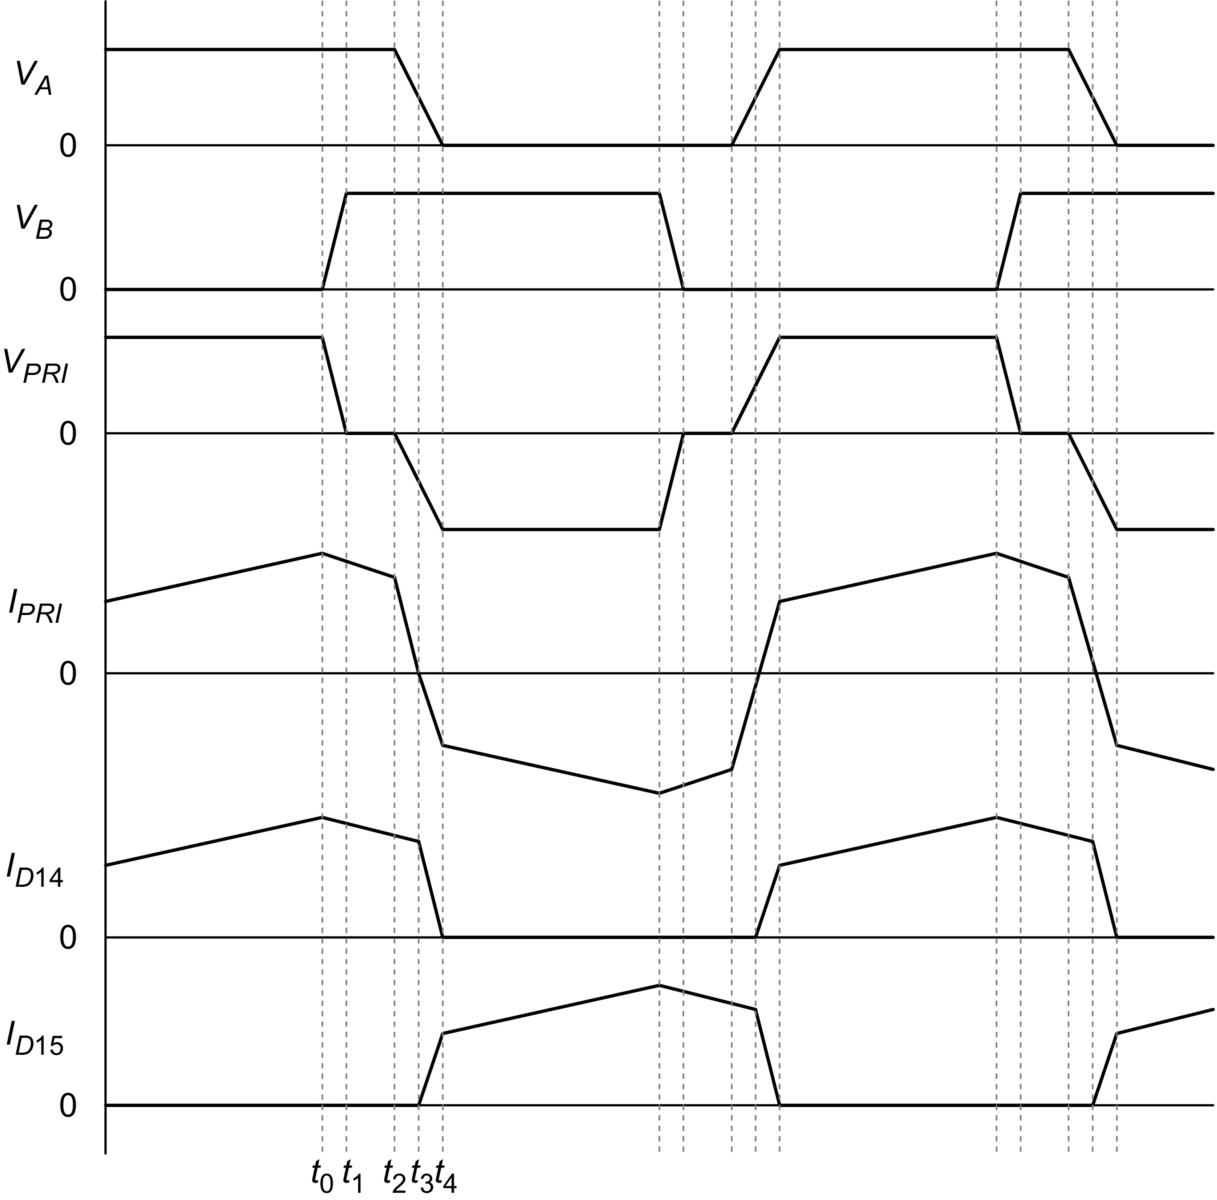 V_A
0
V_B
0
V_PRI
0
I_PRI
0
I_D14
0
I_D15
0
t_0 t_1 t_2 t_3 t_4